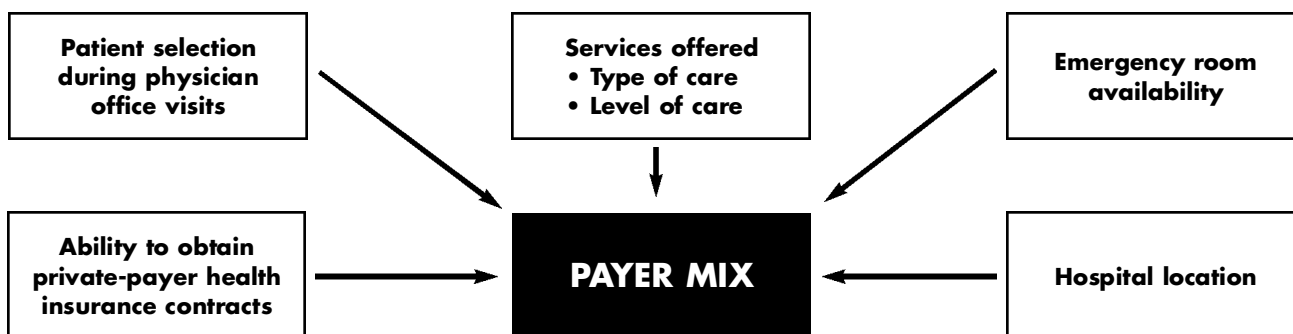 Patient selection
during physician
office visits
Services offered
• Type of care
• Level of care
Emergency room
availability
Ability to obtain
private-payer health
insurance contracts
PAYER MIX
Hospital location